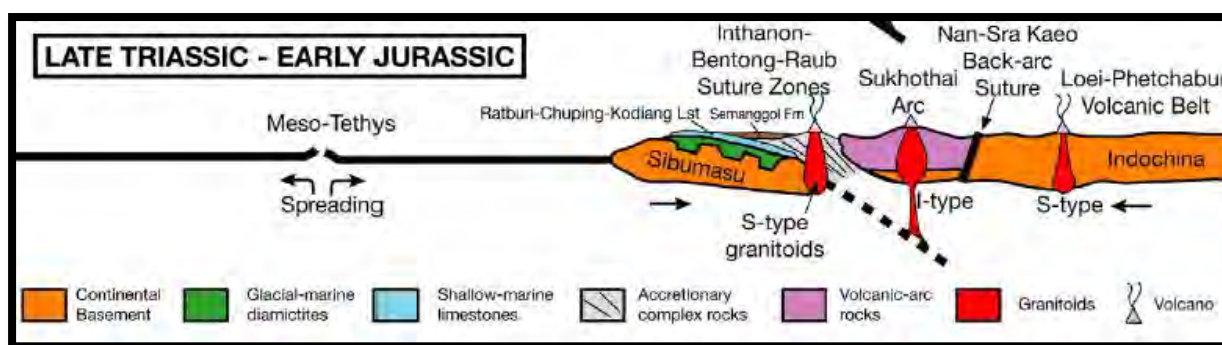 LATE TRIASSIC - EARLY JURASSIC
Inthanon-
Bentong-Raub
Suture Zones
Nan-Sra Kaeo
Back-arc
Suture
Sukhothai
Arc
Loei-Phetchabur
Volcanic Belt
Meso-Tethys
Ratburi-Chuping-Kodiang Lst
Semanggol Fm
Sibumasu
Indochina
Spreading
S-type
granitoids
I-type
S-type
Continental
Basement
Glacial-marine
diamictites
Shallow-marine
limestones
Accretionary
complex rocks
Volcanic-arc
rocks
Granitoids
Volcano